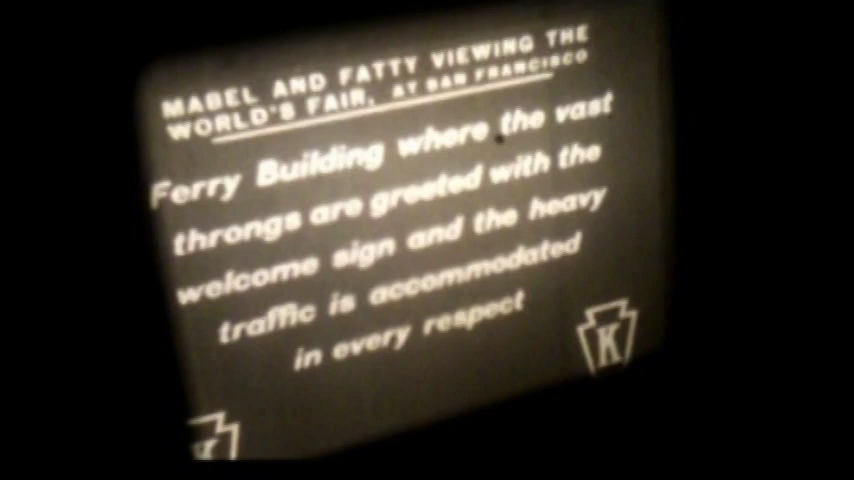 MABEL AND FATTY VIEWING THE
WORLD'S FAIR, AT SAN FRANCISCO
Ferry Building where the vast
throngs are greeted with the
welcome sign and the heavy
traffic is accommodated
in every respect
K
K